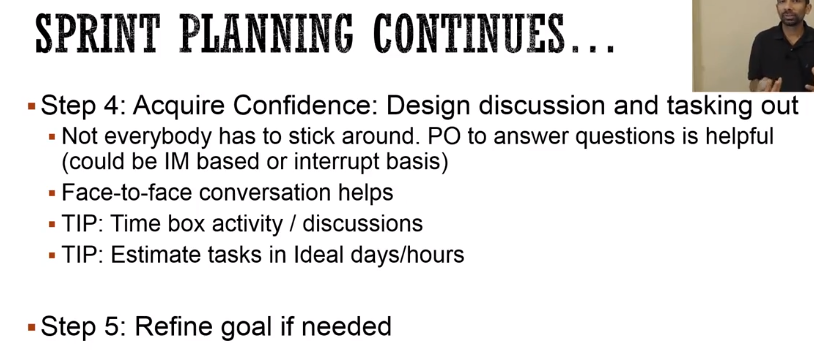 SPRINT PLANNING CONTINUES...
▪ Step 4: Acquire Confidence: Design discussion and tasking out
▪ Not everybody has to stick around. PO to answer questions is helpful
(could be IM based or interrupt basis)
▪ Face-to-face conversation helps
▪ TIP: Time box activity / discussions
▪ TIP: Estimate tasks in Ideal days/hours
▪ Step 5: Refine goal if needed